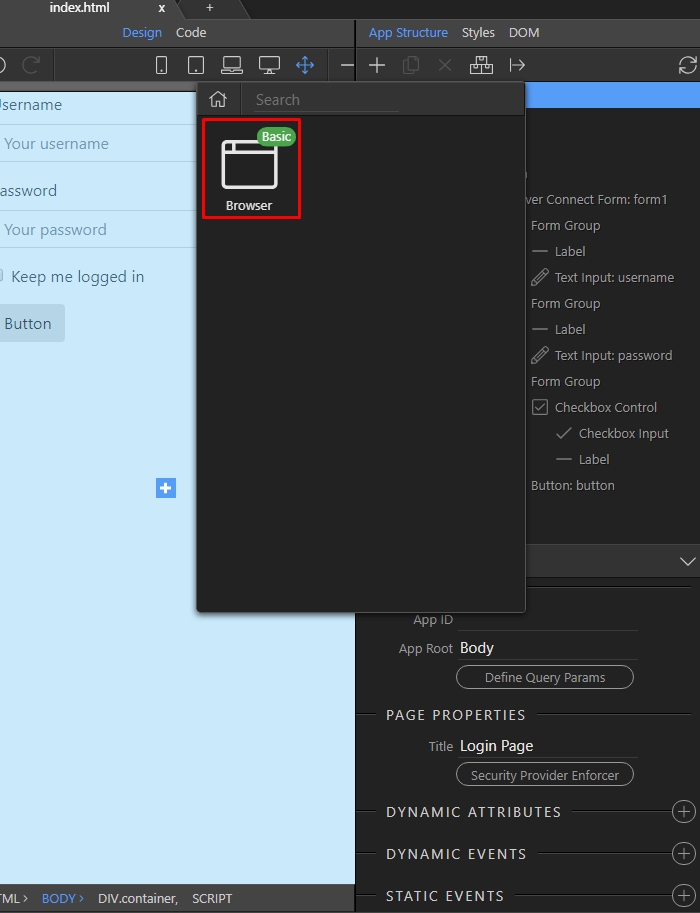 index.html x +
Design Code
App Structure Styles DOM
Username
Your username
assword
Your password
Keep me logged in
Button
Search
Basic
Browser
ver Connect Form: form1
Form Group
Label
Text Input: username
Form Group
Label
Text Input: password
Form Group
Checkbox Control
Checkbox Input
Label
Button: button
App ID
App Root Body
Define Query Params
PAGE PROPERTIES
Title Login Page
Security Provider Enforcer
DYNAMIC ATTRIBUTES
DYNAMIC EVENTS
STATIC EVENTS
TML > BODY > DIV.container, SCRIPT